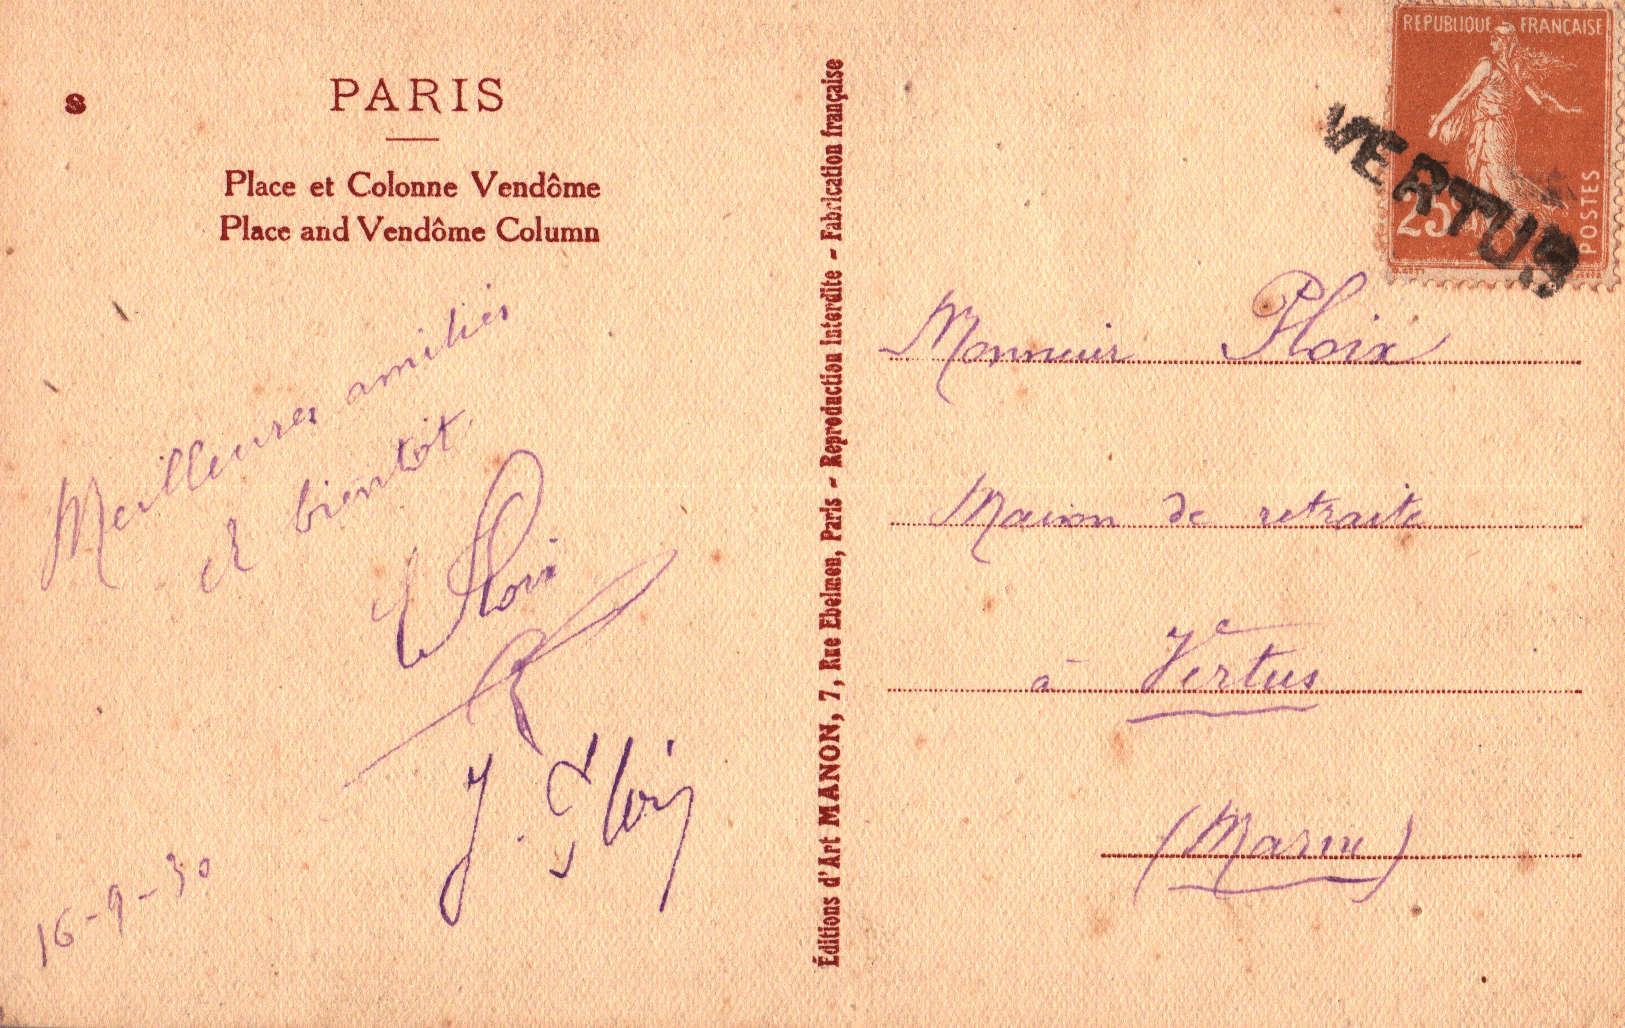 s
PARIS
Place et Colonne Vendôme
Place and Vendôme Column
Meilleures amitiés
et bientôt.
Ploix
J. Ploix
16-9-30
Éditions d'Art MANON, 7, Rue Ebelmen, Paris - Reproduction interdite - Fabrication française
REPUBLIQUE FRANÇAISE
25
POSTES
VERTUS
Monsieur Ploix
Maison de retraite
à Vertus
(Marne)